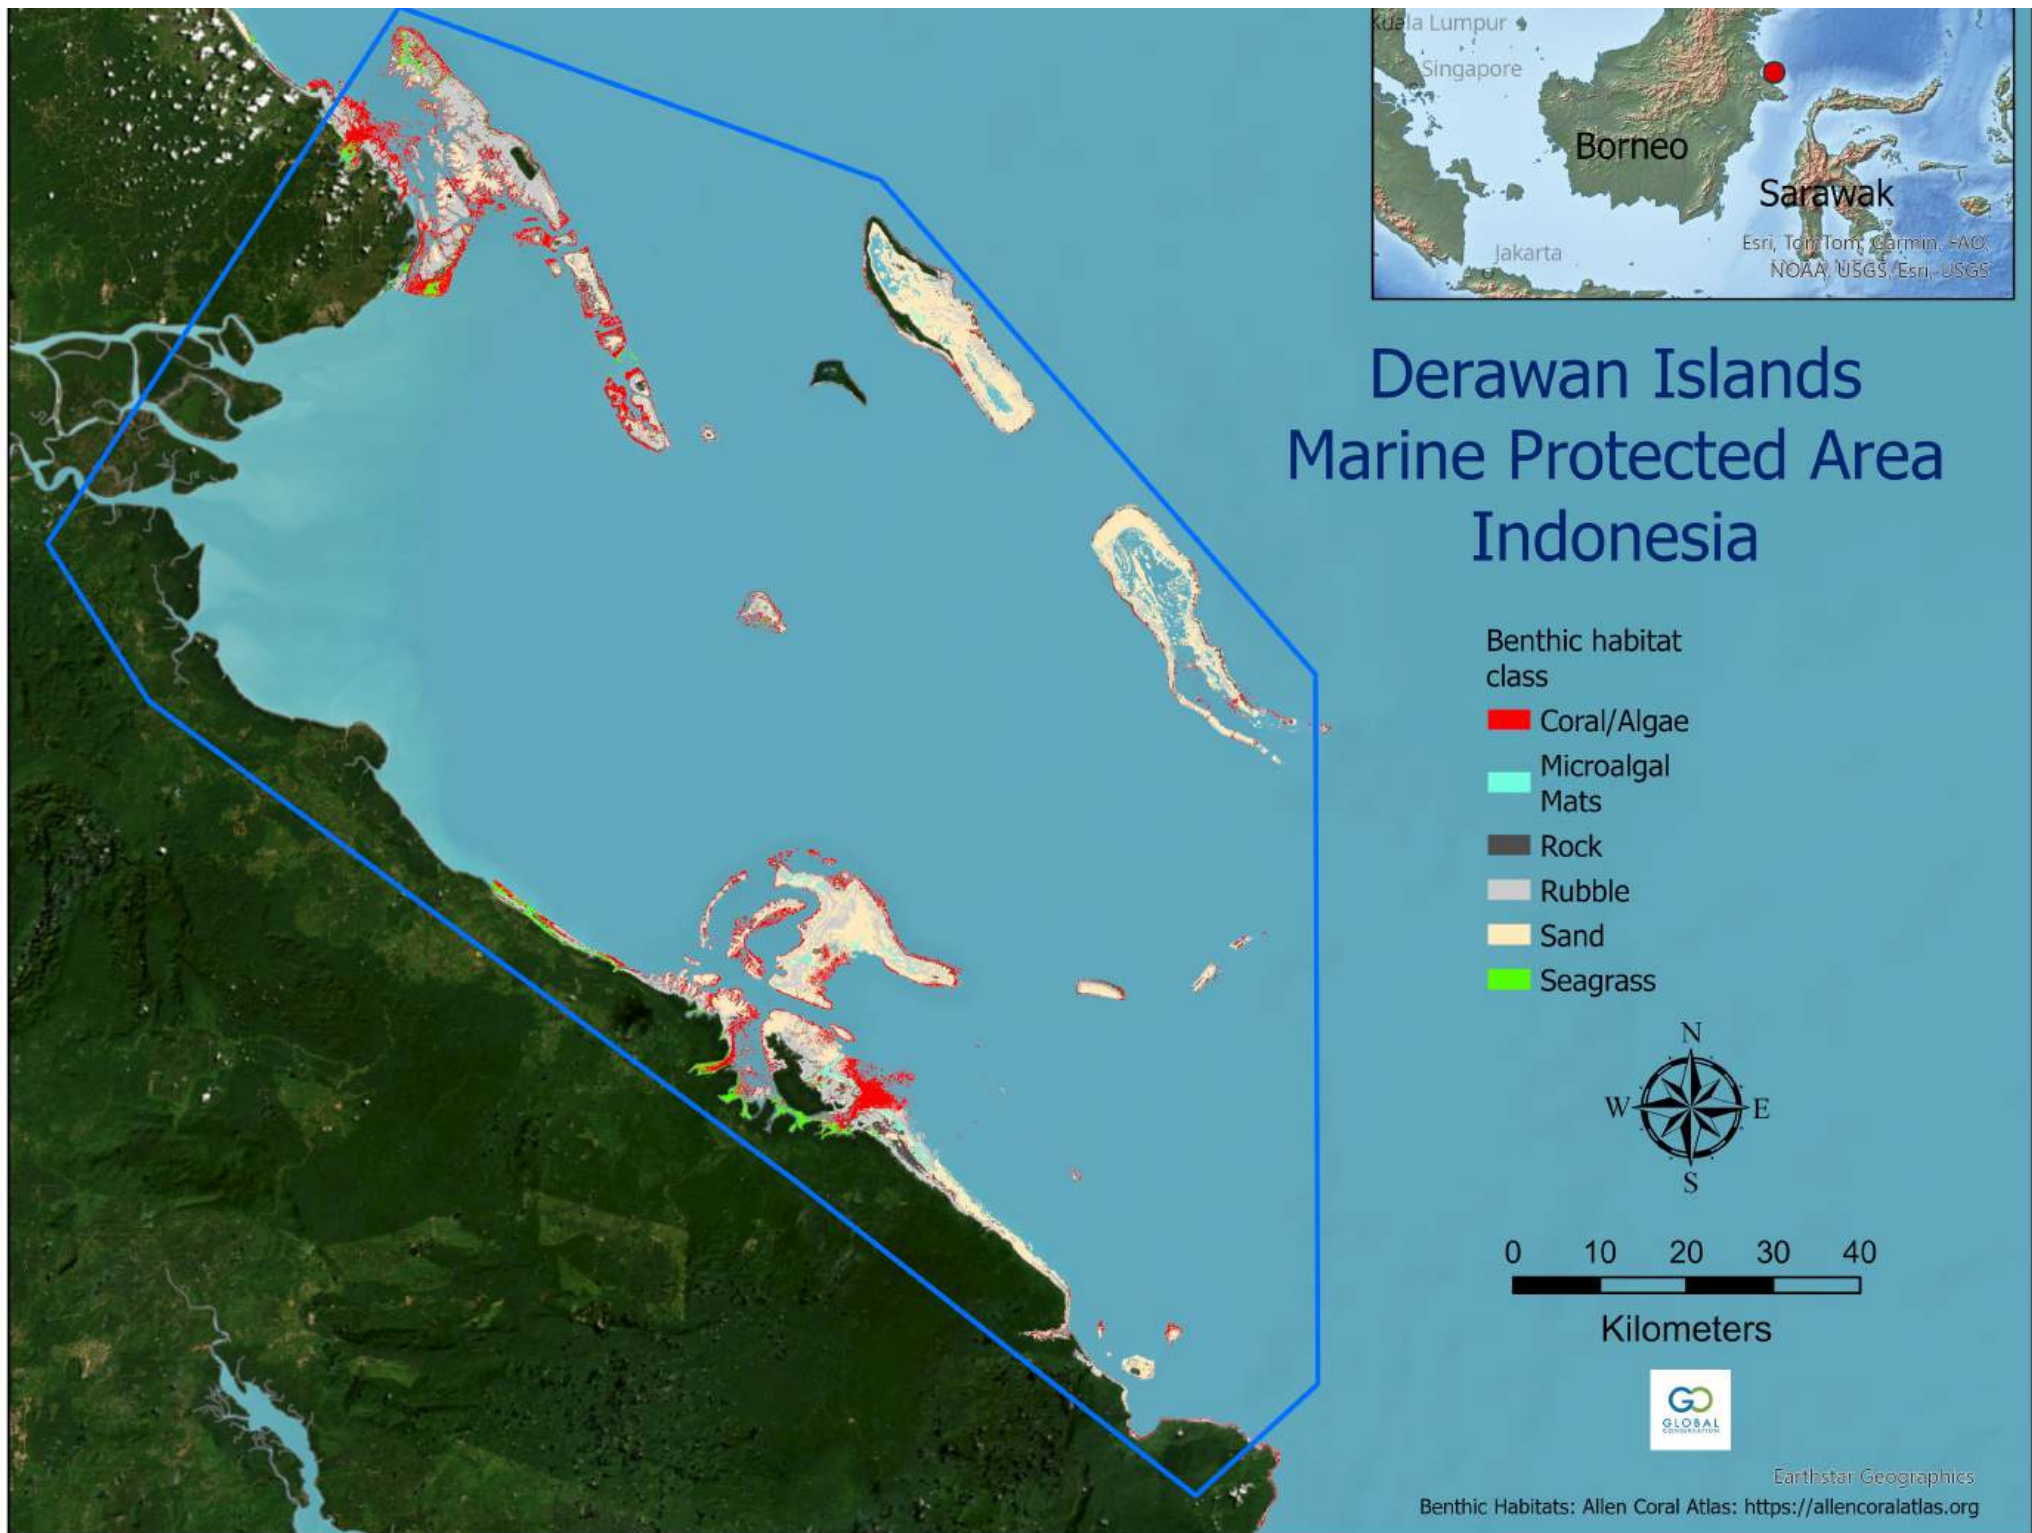 Kuala Lumpur
Singapore
Borneo
Sarawak
Jakarta
Esri, TomTom, Garmin, FAO,
NOAA, USGS, Esri, USGS
Derawan Islands
Marine Protected Area
Indonesia
Benthic habitat
class
Coral/Algae
Microalgal
Mats
Rock
Rubble
Sand
Seagrass
N
W E
S
0 10 20 30 40
Kilometers
GO
GLOBAL
CONSERVATION
Earthstar Geographics
Benthic Habitats: Allen Coral Atlas: https://allencoralatlas.org